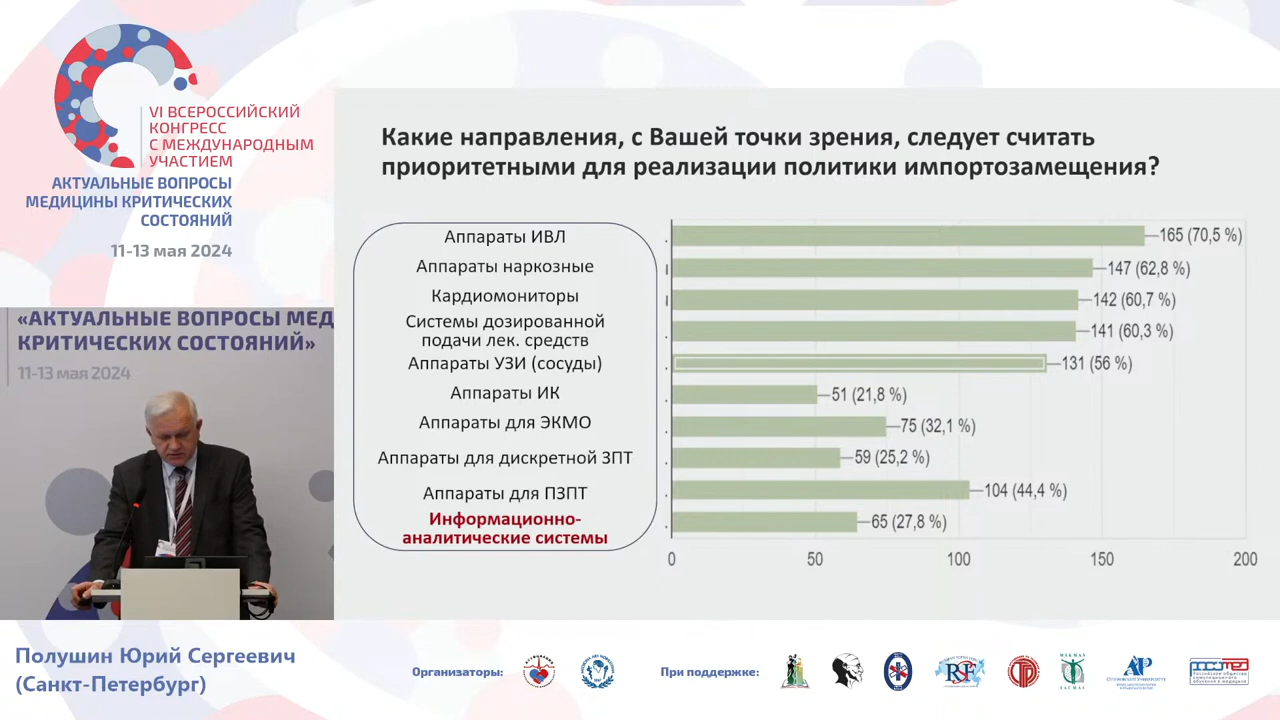 VI ВСЕРОССИЙСКИЙ
КОНГРЕСС
С МЕЖДУНАРОДНЫМ
УЧАСТИЕМ
АКТУАЛЬНЫЕ ВОПРОСЫ
МЕДИЦИНЫ КРИТИЧЕСКИХ
СОСТОЯНИЙ
11-13 мая 2024
«АКТУАЛЬНЫЕ ВОПРОСЫ МЕД
КРИТИЧЕСКИХ СОСТОЯНИЙ»
11-13 мая 2024
Какие направления, с Вашей точки зрения, следует считать
приоритетными для реализации политики импортозамещения?
Аппараты ИВЛ
165 (70,5 %)
Аппараты наркозные
147 (62,8 %)
Кардиомониторы
142 (60,7 %)
Системы дозированной
подачи лек. средств
141 (60,3 %)
Аппараты УЗИ (сосуды)
131 (56 %)
Аппараты ИК
51 (21,8 %)
Аппараты для ЭКМО
75 (32,1 %)
Аппараты для дискретной ЗПТ
59 (25,2 %)
Аппараты для ПЗПТ
104 (44,4 %)
Информационно-
аналитические системы
65 (27,8 %)
0 50 100 150 200
Полушин Юрий Сергеевич
(Санкт-Петербург)
Организаторы:
При поддержке: